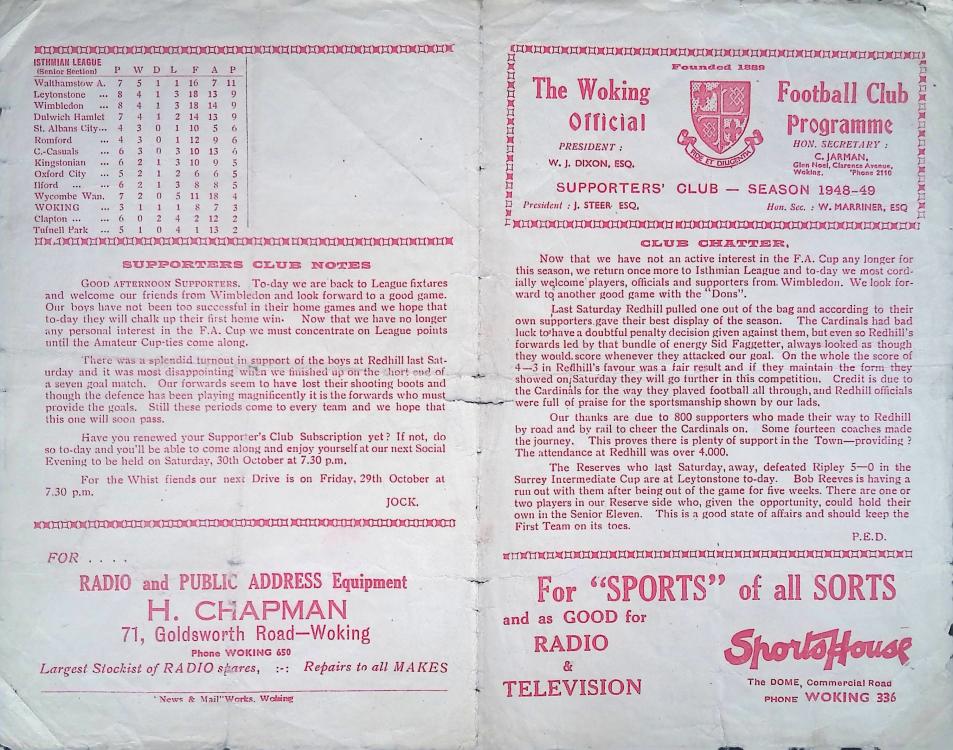 ISTHMIAN LEAGUE
(Senior Section) P W D L F A P
Walthamstow A. 7 5 1 1 16 7 11
Leytonstone ... 8 4 1 3 18 13 9
Wimbledon ... 8 4 1 3 18 14 9
Dulwich Hamlet 7 4 1 2 14 13 9
St. Albans City... 4 3 0 1 10 5 6
Romford ... 4 3 0 1 12 9 6
C.-Casuals ... 6 3 0 3 10 13 6
Kingstonian ... 6 2 1 3 10 9 5
Oxford City ... 5 2 1 2 6 6 5
Ilford ... ... 6 2 1 3 8 8 5
Wycombe Wan. 7 2 0 5 11 18 4
WOKING ... 3 1 1 1 8 7 3
Clapton ... ... 6 0 2 4 2 12 2
Tufnell Park ... 5 1 0 4 1 13 2
SUPPORTERS CLUB NOTES
GOOD AFTERNOON SUPPORTERS. To-day we are back to League fixtures
and welcome our friends from Wimbledon and look forward to a good game.
Our boys have not been too successful in their home games and we hope that
to-day they will chalk up their first home win. Now that we have no longer
any personal interest in the F.A. Cup we must concentrate on League points
until the Amateur Cup-ties come along.
There was a splendid turnout in support of the boys at Redhill last Sat-
urday and it was most disappointing when we finished up on the short end of
a seven goal match. Our forwards seem to have lost their shooting boots and
though the defence has been playing magnificently it is the forwards who must
provide the goals. Still these periods come to every team and we hope that
this one will soon pass.
Have you renewed your Supporter's Club Subscription yet? If not, do
so to-day and you'll be able to come along and enjoy yourself at our next Social
Evening to be held on Saturday, 30th October at 7.30 p.m.
For the Whist fiends our next Drive is on Friday, 29th October at
7.30 p.m.
JOCK.
FOR . . . .
RADIO and PUBLIC ADDRESS Equipment
H. CHAPMAN
71, Goldsworth Road—Woking
Phone WOKING 650
Largest Stockist of RADIO spares, :-: Repairs to all MAKES
"News & Mail" Works, Woking
Founded 1889
The Woking Football Club
Official Programme
PRESIDENT :
W. J. DIXON, ESQ.
HON. SECRETARY :
C. JARMAN,
Glen Noel, Clarence Avenue,
Woking. 'Phone 2110
FIDE ET DILIGENTIA
SUPPORTERS' CLUB — SEASON 1948-49
President : J. STEER ESQ. Hon. Sec. : W. MARRINER, ESQ
CLUB CHATTER.
Now that we have not an active interest in the F.A. Cup any longer for
this season, we return once more to Isthmian League and to-day we most cord-
ially welcome players, officials and supporters from Wimbledon. We look for-
ward to another good game with the "Dons".
Last Saturday Redhill pulled one out of the bag and according to their
own supporters gave their best display of the season. The Cardinals had bad
luck to have a doubtful penalty decision given against them, but even so Redhill's
forwards led by that bundle of energy Sid Faggetter, always looked as though
they would score whenever they attacked our goal. On the whole the score of
4—3 in Redhill's favour was a fair result and if they maintain the form they
showed on Saturday they will go further in this competition. Credit is due to
the Cardinals for the way they played football all through, and Redhill officials
were full of praise for the sportsmanship shown by our lads.
Our thanks are due to 800 supporters who made their way to Redhill
by road and by rail to cheer the Cardinals on. Some fourteen coaches made
the journey. This proves there is plenty of support in the Town—providing ?
The attendance at Redhill was over 4,000.
The Reserves who last Saturday, away, defeated Ripley 5—0 in the
Surrey Intermediate Cup are at Leytonstone to-day. Bob Reeves is having a
run out with them after being out of the game for five weeks. There are one or
two players in our Reserve side who, given the opportunity, could hold their
own in the Senior Eleven. This is a good state of affairs and should keep the
First Team on its toes.
P.E.D.
For "SPORTS" of all SORTS
and as GOOD for
RADIO
&
TELEVISION
SportsHouse
The DOME, Commercial Road
PHONE WOKING 336